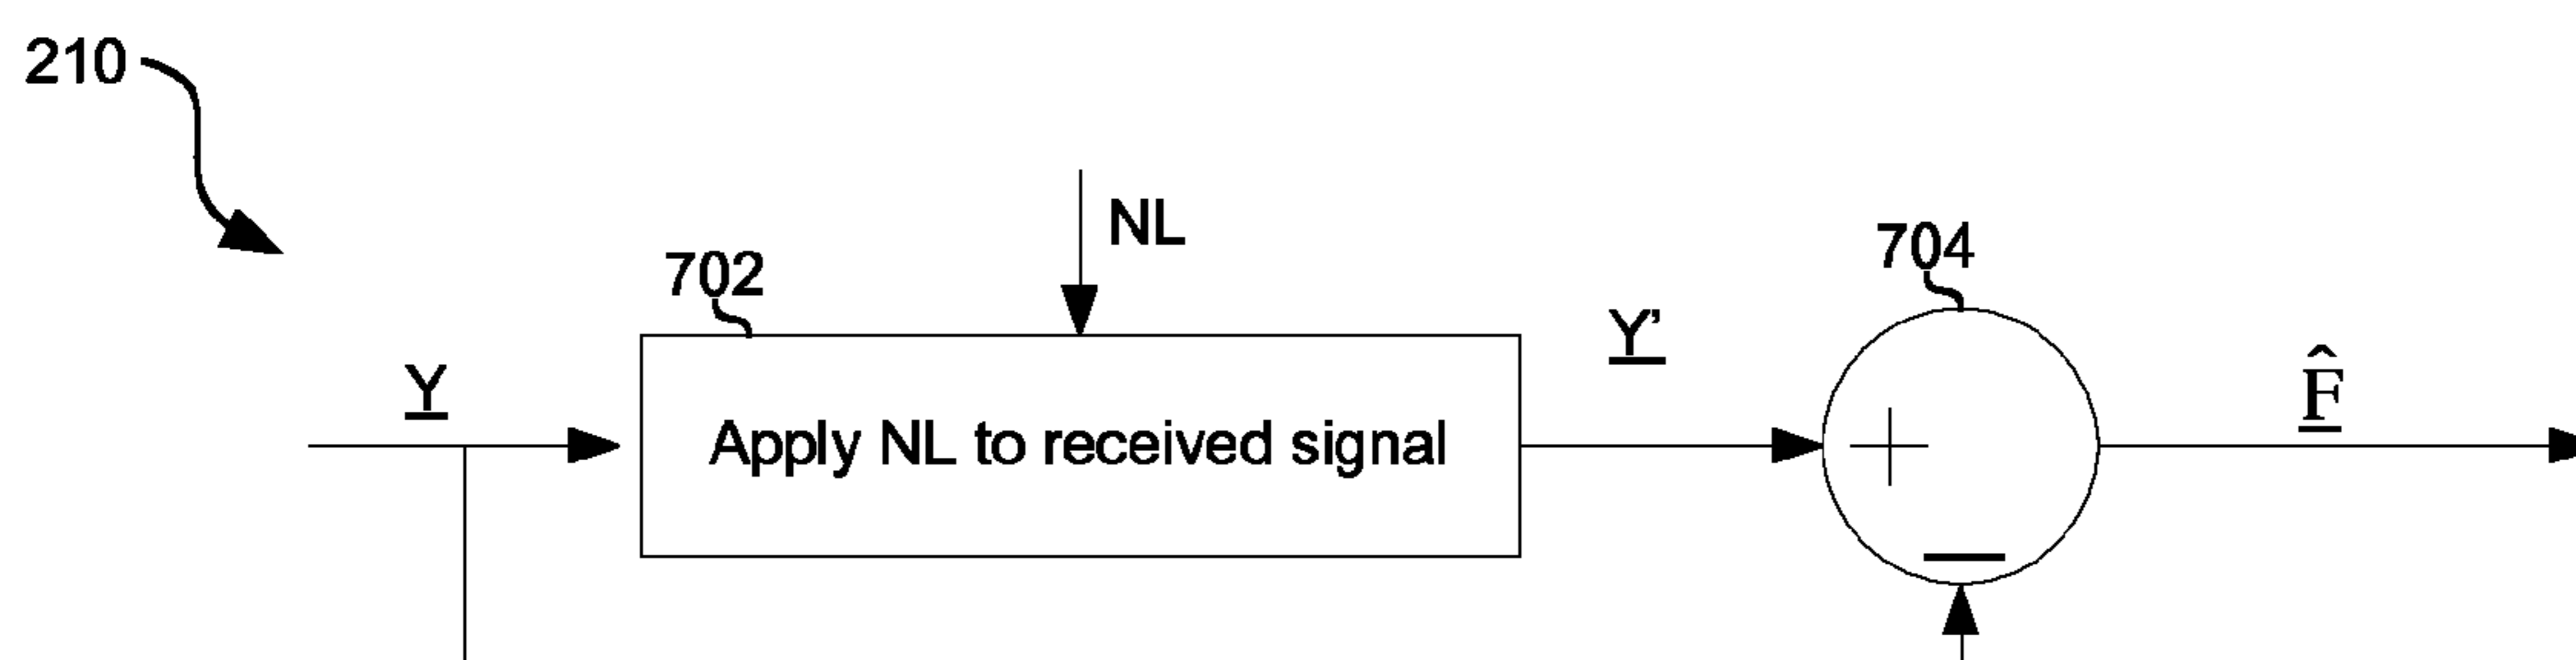 210
NL
702
704
Y
Apply NL to received signal
Y'
+
F̂
−